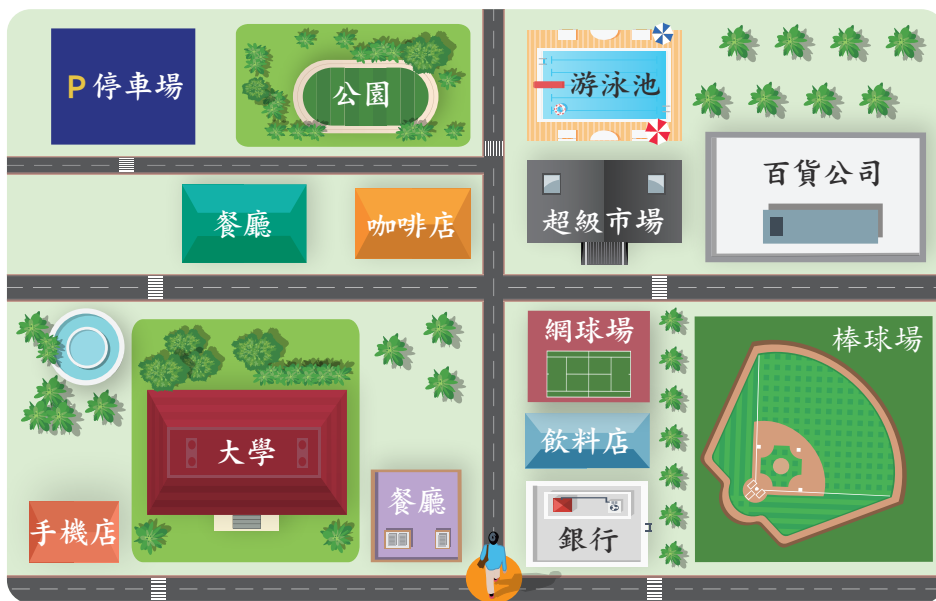 P 停車場
公園
游泳池
餐廳
咖啡店
超級市場
百貨公司
網球場
棒球場
大學
飲料店
餐廳
手機店
銀行